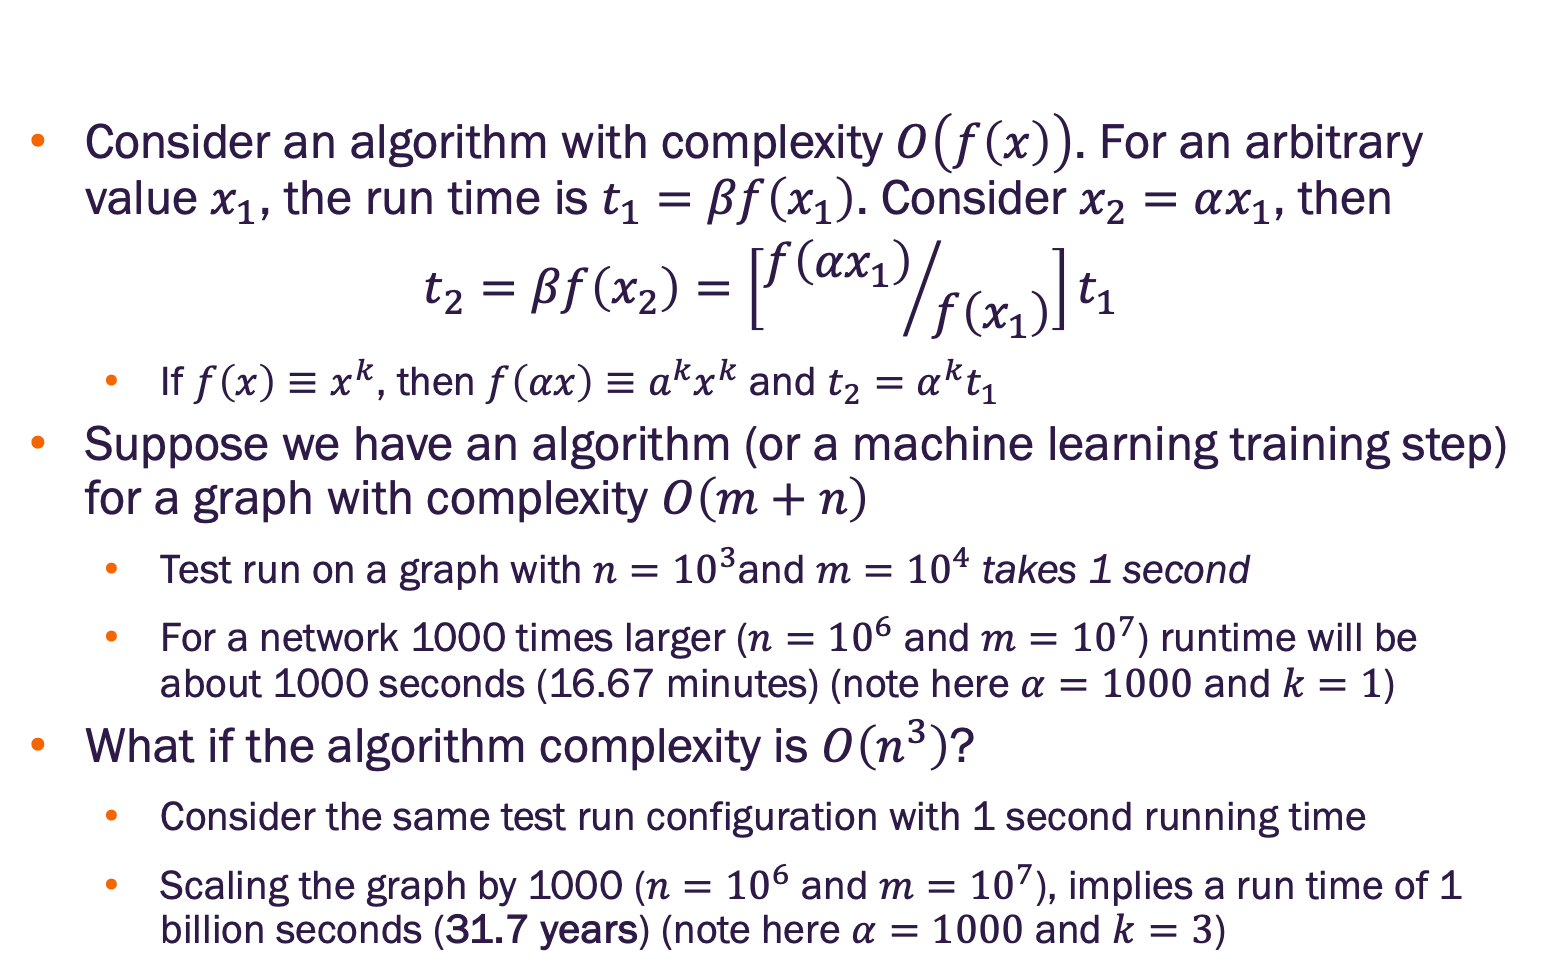 • Consider an algorithm with complexity 𝑂(𝑓(𝑥)). For an arbitrary
value 𝑥₁, the run time is 𝑡₁ = 𝛽𝑓(𝑥₁). Consider 𝑥₂ = 𝛼𝑥₁, then
𝑡₂ = 𝛽𝑓(𝑥₂) = [𝑓(𝛼𝑥₁)/𝑓(𝑥₁)] 𝑡₁
• If 𝑓(𝑥) ≡ 𝑥ᵏ, then 𝑓(𝛼𝑥) ≡ 𝑎ᵏ𝑥ᵏ and 𝑡₂ = 𝛼ᵏ𝑡₁
• Suppose we have an algorithm (or a machine learning training step)
for a graph with complexity 𝑂(𝑚 + 𝑛)
• Test run on a graph with 𝑛 = 10³and 𝑚 = 10⁴ takes 1 second
• For a network 1000 times larger (𝑛 = 10⁶ and 𝑚 = 10⁷) runtime will be
about 1000 seconds (16.67 minutes) (note here 𝛼 = 1000 and 𝑘 = 1)
• What if the algorithm complexity is 𝑂(𝑛³)?
• Consider the same test run configuration with 1 second running time
• Scaling the graph by 1000 (𝑛 = 10⁶ and 𝑚 = 10⁷), implies a run time of 1
billion seconds (31.7 years) (note here 𝛼 = 1000 and 𝑘 = 3)